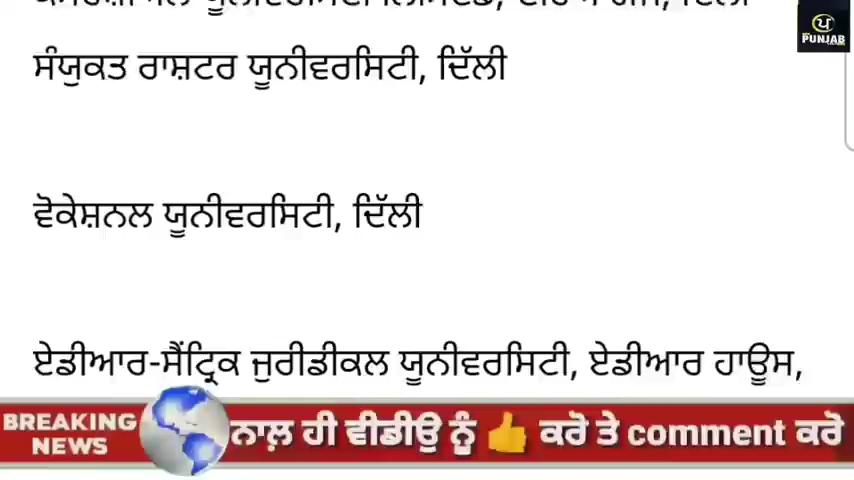 ਸੰਯੁਕਤ ਰਾਸ਼ਟਰ ਯੂਨੀਵਰਸਿਟੀ, ਦਿੱਲੀ
ਵੋਕੇਸ਼ਨਲ ਯੂਨੀਵਰਸਿਟੀ, ਦਿੱਲੀ
ਏਡੀਆਰ-ਸੈਂਟ੍ਰਿਕ ਜੁਰੀਡੀਕਲ ਯੂਨੀਵਰਸਿਟੀ, ਏਡੀਆਰ ਹਾਊਸ,
ਪ
PUNJAB
BREAKING
NEWS
ਨਾਲ਼ ਹੀ ਵੀਡੀਉ ਨੂੰ 👍 ਕਰੋ ਤੇ comment ਕਰੋ